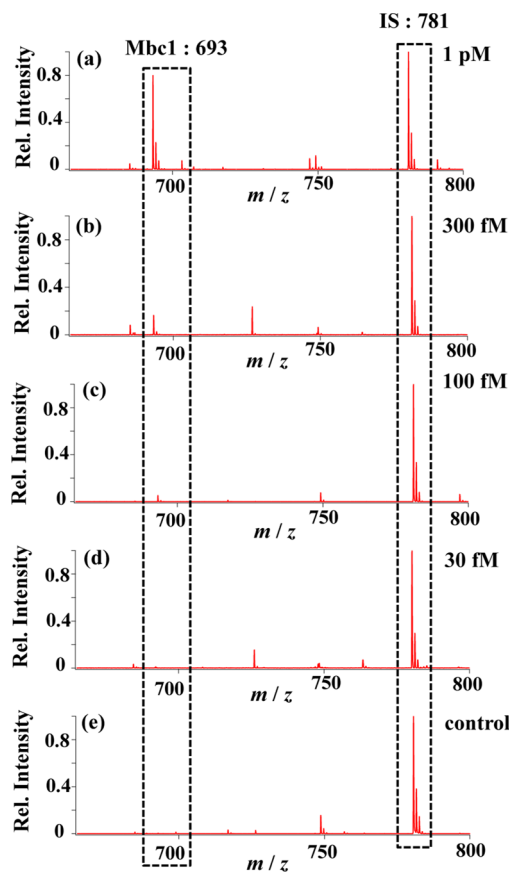 Mbc1 : 693
IS : 781
(a)
1 pM
Rel. Intensity
0.8
0.4
0
700
750
800
m / z
(b)
300 fM
Rel. Intensity
0.8
0.4
0
700
750
800
m / z
(c)
100 fM
Rel. Intensity
0.8
0.4
0
700
750
800
m / z
(d)
30 fM
Rel. Intensity
0.8
0.4
0
700
750
800
m / z
(e)
control
Rel. Intensity
0.8
0.4
0
700
750
800
m / z